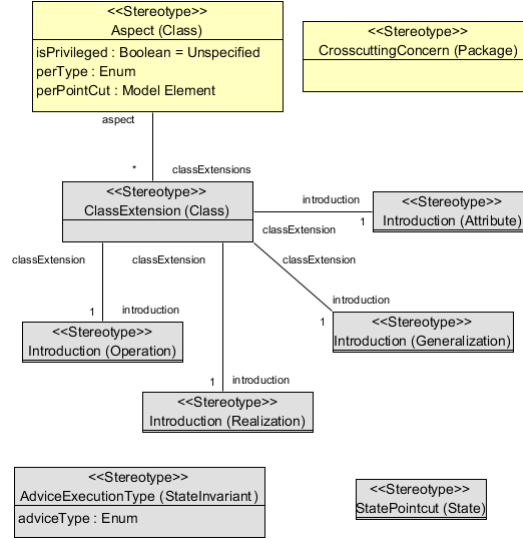 <<Stereotype>>
Aspect (Class)
isPrivileged : Boolean = Unspecified
perType : Enum
perPointCut : Model Element
<<Stereotype>>
CrosscuttingConcern (Package)
aspect
*
classExtensions
<<Stereotype>>
ClassExtension (Class)
introduction
1
classExtension
<<Stereotype>>
Introduction (Attribute)
classExtension
1
introduction
<<Stereotype>>
Introduction (Operation)
classExtension
1
introduction
<<Stereotype>>
Introduction (Realization)
classExtension
introduction
1
<<Stereotype>>
Introduction (Generalization)
<<Stereotype>>
AdviceExecutionType (StateInvariant)
adviceType : Enum
<<Stereotype>>
StatePointcut (State)